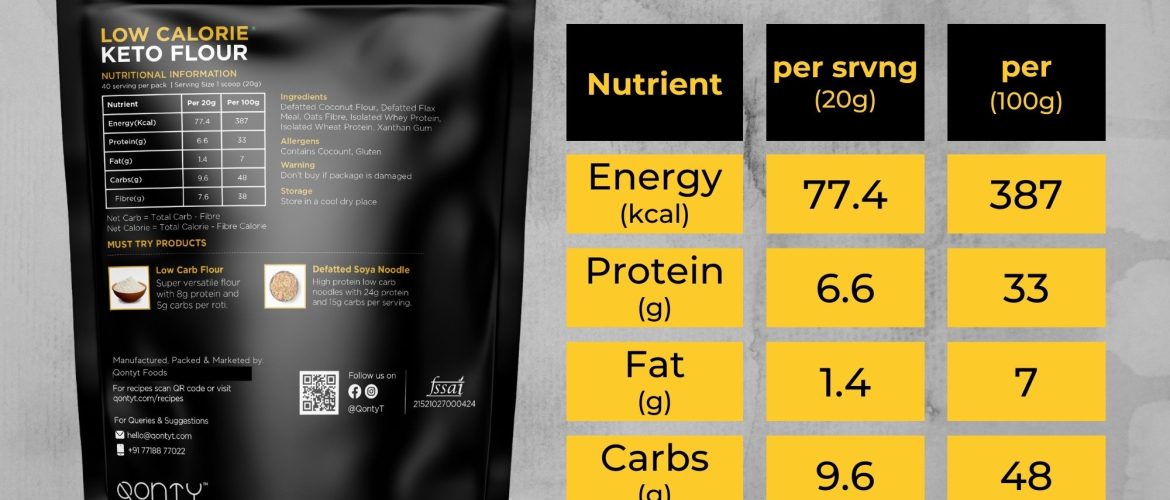 LOW CALORIE*
KETO FLOUR
NUTRITIONAL INFORMATION
40 serving per pack | Serving Size 1 scoop (20g)
Nutrient Per 20g Per 100g
Energy(Kcal) 77.4 387
Protein(g) 6.6 33
Fat(g) 1.4 7
Carbs(g) 9.6 48
Fibre(g) 7.6 38
Net Carb = Total Carb - Fibre
Net Calorie = Total Calorie - Fibre Calorie
Ingredients
Defatted Coconut Flour, Defatted Flax
Meal, Oats Fibre, Isolated Whey Protein,
Isolated Wheat Protein, Xanthan Gum
Allergens
Contains Cocount, Gluten
Warning
Don't buy if package is damaged
Storage
Store in a cool dry place
MUST TRY PRODUCTS
Low Carb Flour
Super versatile flour
with 8g protein and
5g carbs per roti.
Defatted Soya Noodle
High protein low carb
noodles with 24g protein
and 15g carbs per serving.
Manufactured, Packed & Marketed by:
Qontyt Foods
For recipes scan QR code or visit
qontyt.com/recipes
For Queries & Suggestions
hello@qontyt.com
+91 77188 77022
Follow us on
@QontyT
fssai
21521027000424
QONTY™
Nutrient per srvng (20g) per (100g)
Energy (kcal) 77.4 387
Protein (g) 6.6 33
Fat (g) 1.4 7
Carbs (g) 9.6 48